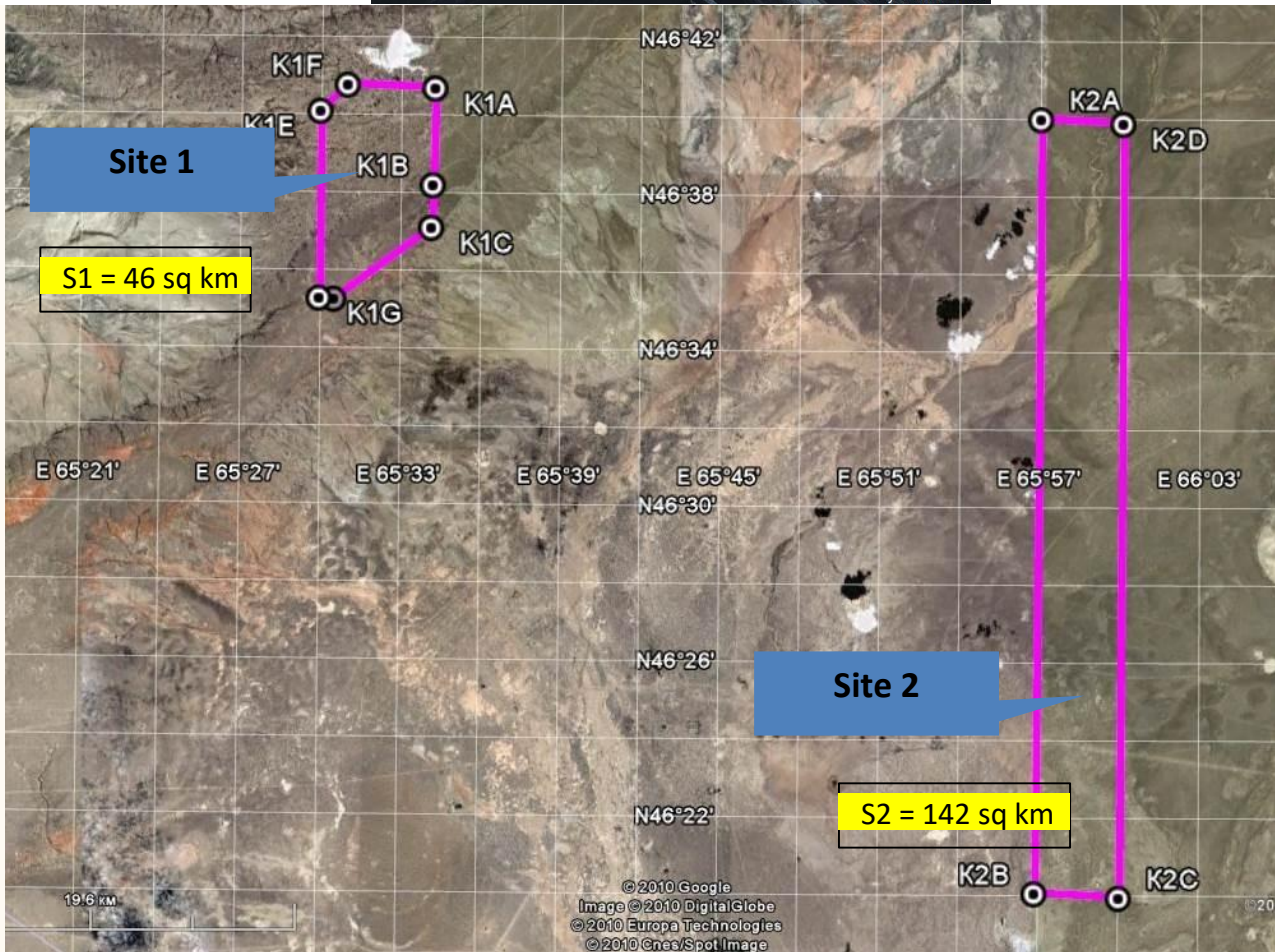 N46°42'
K1F
K1A
K2A
K1E
K2D
Site 1
K1B
N46°38'
K1C
S1 = 46 sq km
K1G
N46°34'
E 65°21'
E 65°27'
E 65°33'
E 65°39'
E 65°45'
E 65°51'
E 65°57'
E 66°03'
N46°30'
N46°26'
Site 2
S2 = 142 sq km
N46°22'
K2B
K2C
19.6 км
© 2010 Google
Image © 2010 DigitalGlobe
© 2010 Europa Technologies
© 2010 Cnes/Spot Image